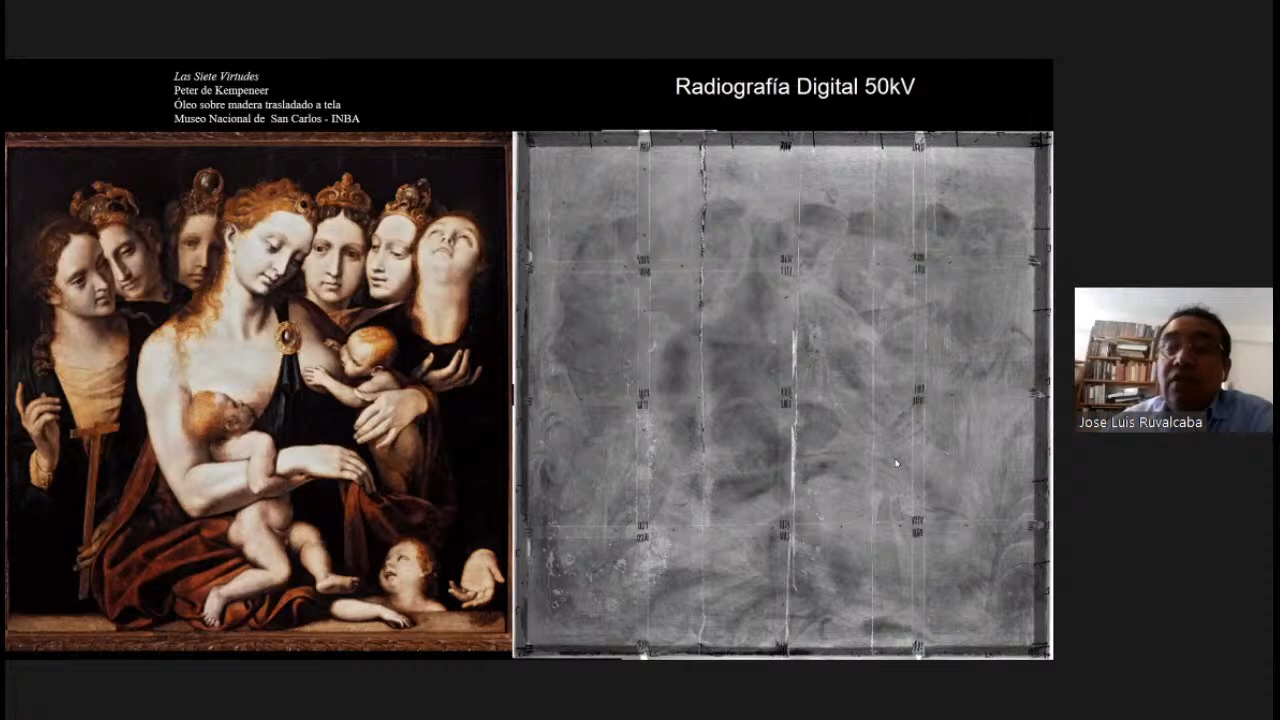 Las Siete Virtudes
Peter de Kempeneer
Óleo sobre madera trasladado a tela
Museo Nacional de San Carlos - INBA
Radiografía Digital 50kV
Jose Luis Ruvalcaba